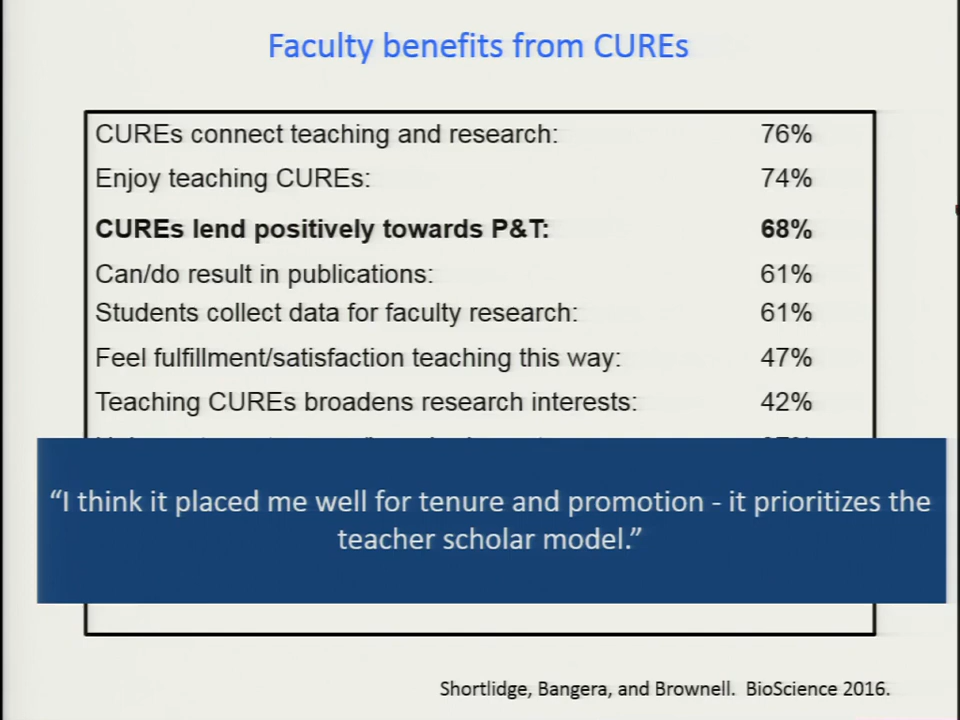 Faculty benefits from CUREs
CUREs connect teaching and research: 76%
Enjoy teaching CUREs: 74%
CUREs lend positively towards P&T: 68%
Can/do result in publications: 61%
Students collect data for faculty research: 61%
Feel fulfillment/satisfaction teaching this way: 47%
Teaching CUREs broadens research interests: 42%
“I think it placed me well for tenure and promotion - it prioritizes the
teacher scholar model.”
Shortlidge, Bangera, and Brownell. BioScience 2016.